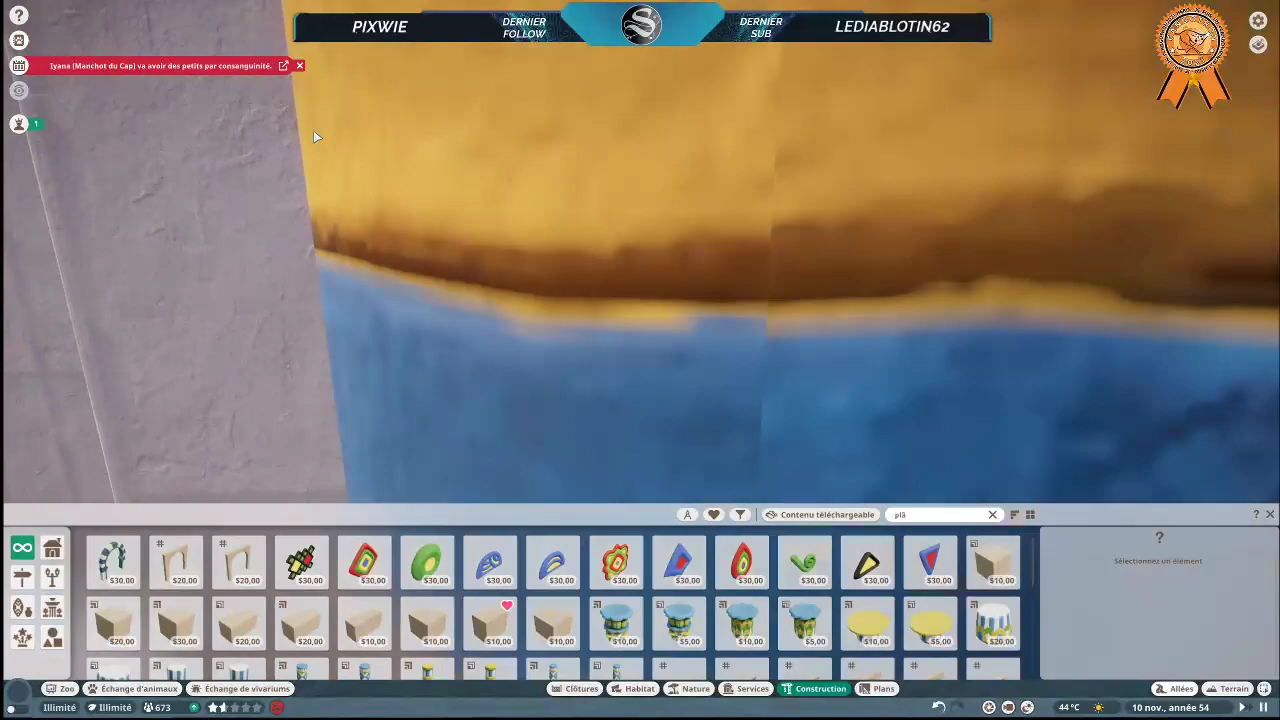 PIXWIE
DERNIER
FOLLOW
DERNIER
SUB
LEDIABLOTIN62
Iyana (Manchot du Cap) va avoir des petits par consanguinité.
1
A
Contenu téléchargeable
plâ
?
$30,00 $20,00 $20,00 $30,00 $30,00 $30,00 $30,00 $30,00 $30,00 $30,00 $30,00 $30,00 $30,00 $30,00 $10,00
?
Sélectionnez un élément
$20,00 $30,00 $20,00 $20,00 $10,00 $10,00 $10,00 $10,00 $10,00 $5,00 $10,00 $5,00 $10,00 $5,00 $20,00
Zoo
Échange d'animaux
Échange de vivariums
Clôtures
Habitat
Nature
Services
Construction
Plans
Allées
Terrain
Illimité
Illimité
673
44 °C
10 nov., année 54